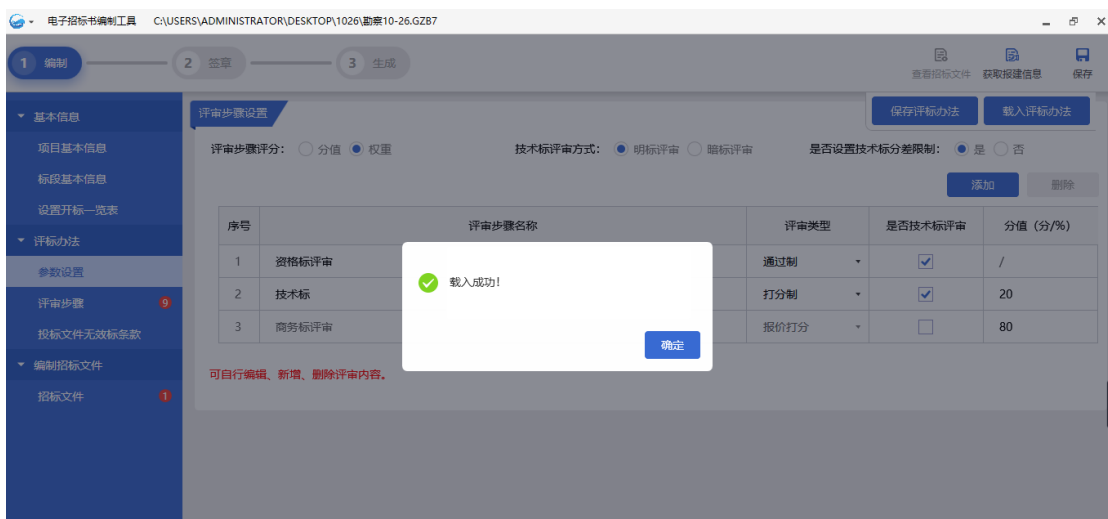 电子招标书编制工具 C:\USERS\ADMINISTRATOR\DESKTOP\1026\勘察10-26.GZB7
1 编制 2 签章 3 生成
查看招标文件 获取报建信息 保存
基本信息
项目基本信息
标段基本信息
设置开标一览表
评标办法
参数设置
评审步骤 9
投标文件无效标条款
编制招标文件
招标文件 1
评审步骤设置 保存评标办法 载入评标办法
评审步骤评分： 分值 权重 技术标评审方式： 明标评审 暗标评审 是否设置技术标分差限制： 是 否
添加 删除
序号 评审步骤名称 评审类型 是否技术标评审 分值（分/%）
1 资格标评审 通过制 /
2 技术标 打分制 20
3 商务标评审 报价打分 80
载入成功!
确定
可自行编辑、新增、删除评审内容。